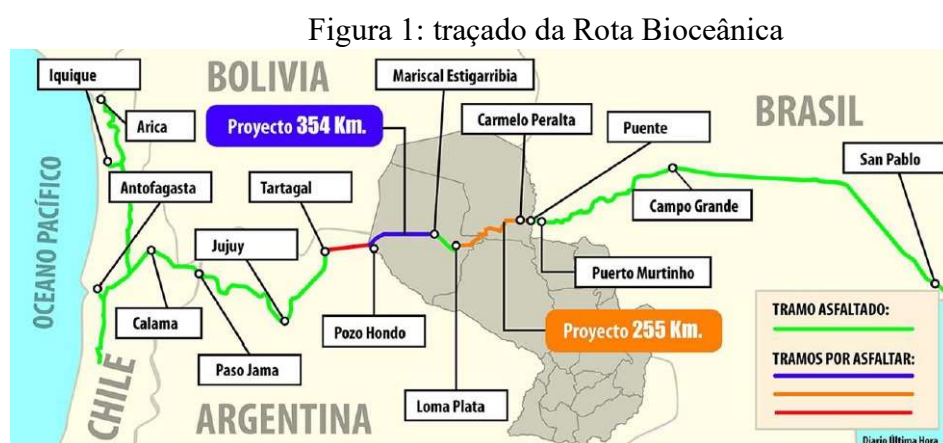 Figura 1: traçado da Rota Bioceânica
Iquique
BOLIVIA
Mariscal Estigarribia
BRASIL
Arica
Proyecto 354 Km.
Carmelo Peralta
Puente
San Pablo
Antofagasta
Tartagal
OCEANO PACÍFICO
Jujuy
Campo Grande
Puerto Murtinho
Calama
Pozo Hondo
Proyecto 255 Km.
TRAMO ASFALTADO:
Paso Jama
TRAMOS POR ASFALTAR:
CHILE
ARGENTINA
Loma Plata
Diario Última Hora